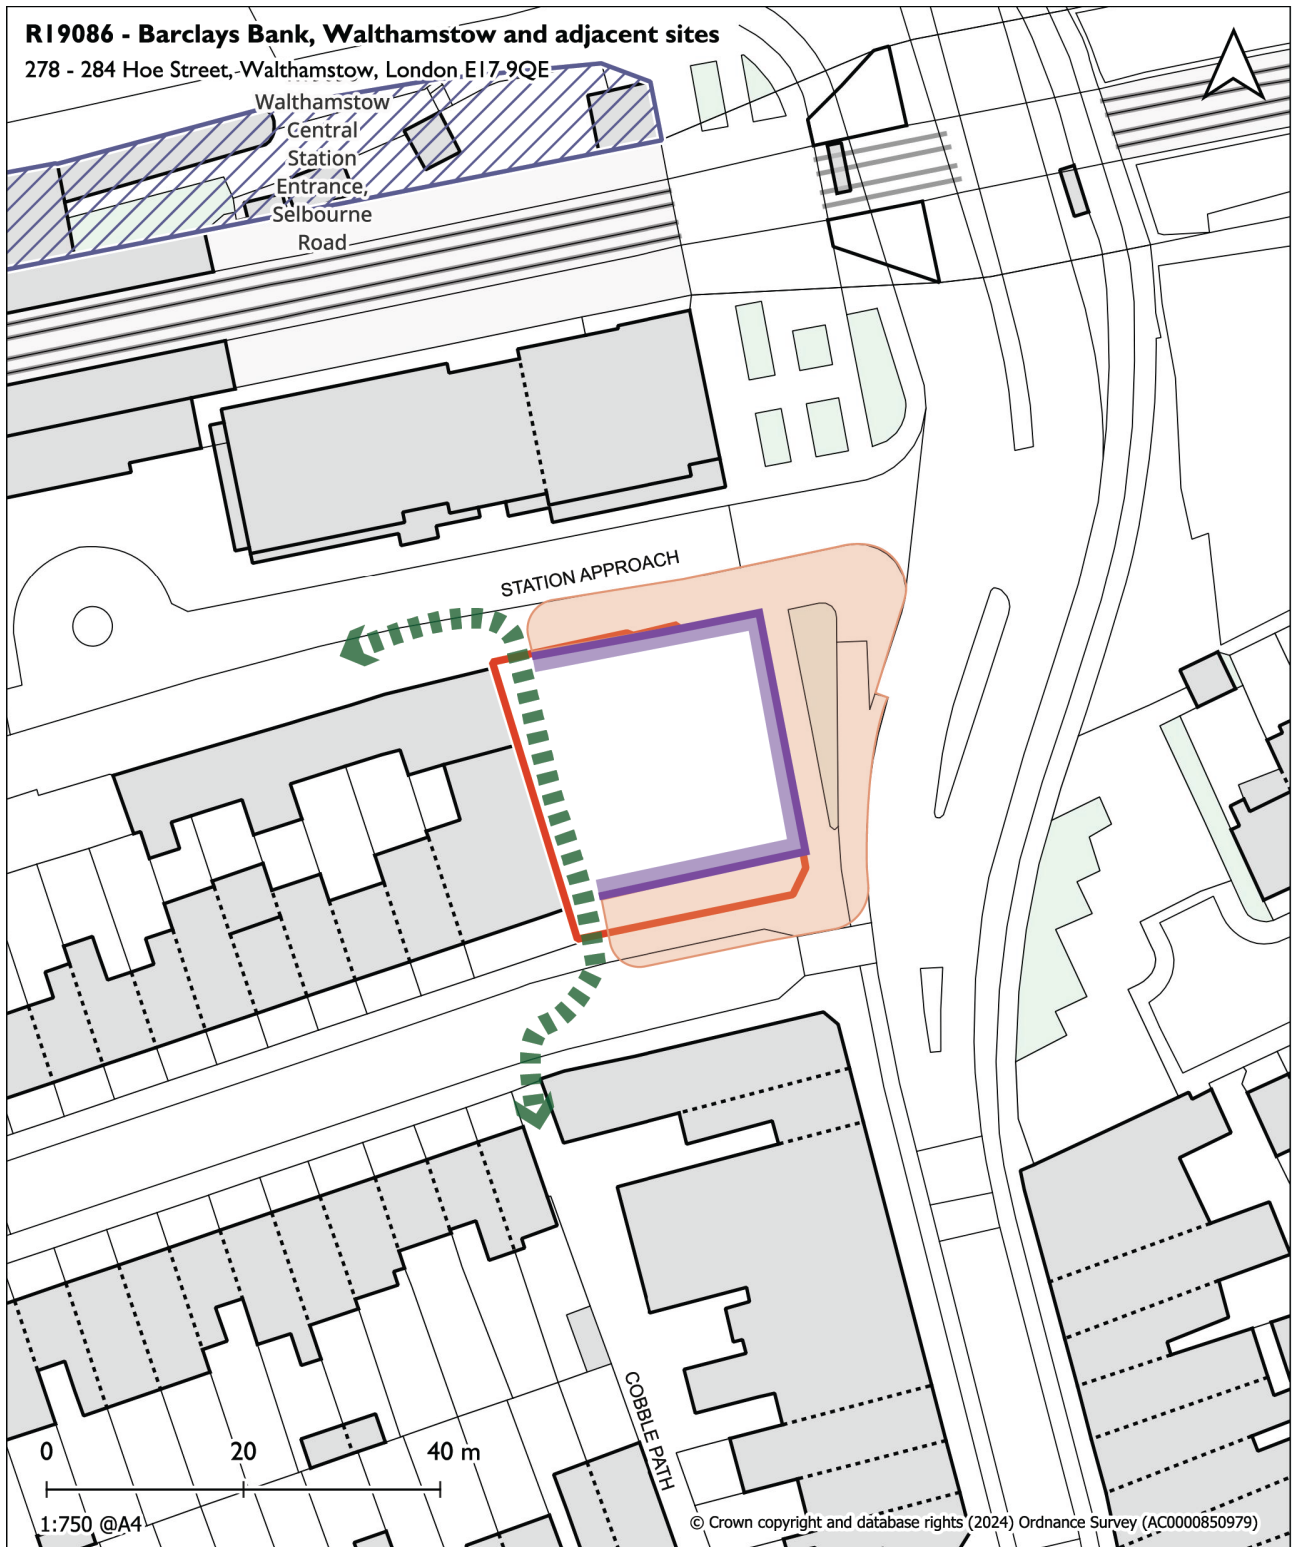 R19086 - Barclays Bank, Walthamstow and adjacent sites
278 - 284 Hoe Street, Walthamstow, London E17 9QE
Walthamstow
Central
Station
Entrance,
Selbourne
Road
STATION APPROACH
COBBLE PATH
0 20 40 m
1:750 @A4
© Crown copyright and database rights (2024) Ordnance Survey (AC0000850979)